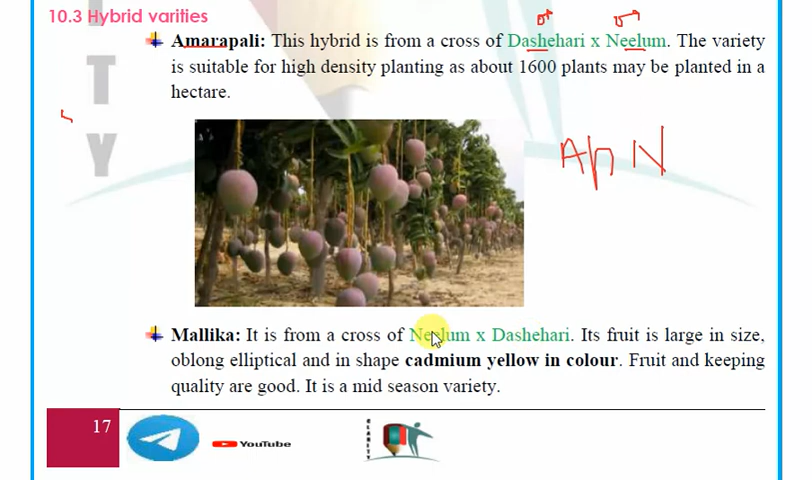 10.3 Hybrid varities
Amarapali: This hybrid is from a cross of Dashehari x Neelum. The variety
is suitable for high density planting as about 1600 plants may be planted in a
hectare.
I
T
Y
Mallika: It is from a cross of Neelum x Dashehari. Its fruit is large in size,
oblong elliptical and in shape cadmium yellow in colour. Fruit and keeping
quality are good. It is a mid season variety.
17
YouTube